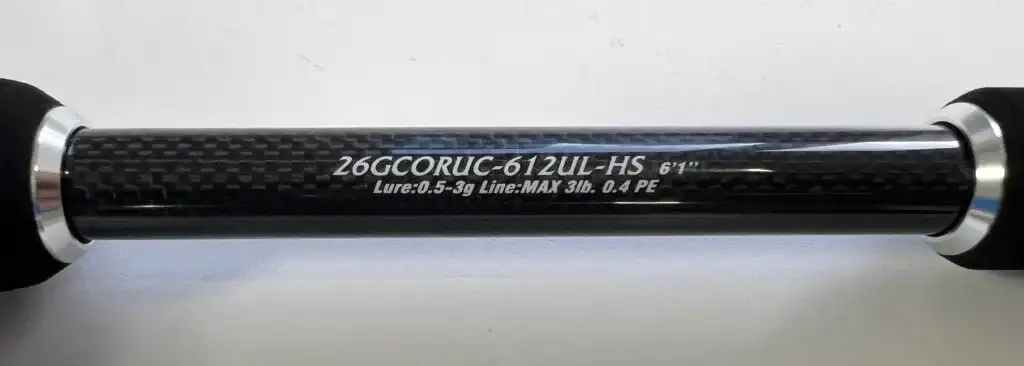 26GCORUC-612UL-HS 6'1"
Lure:0.5-3g Line:MAX 3lb. 0.4 PE